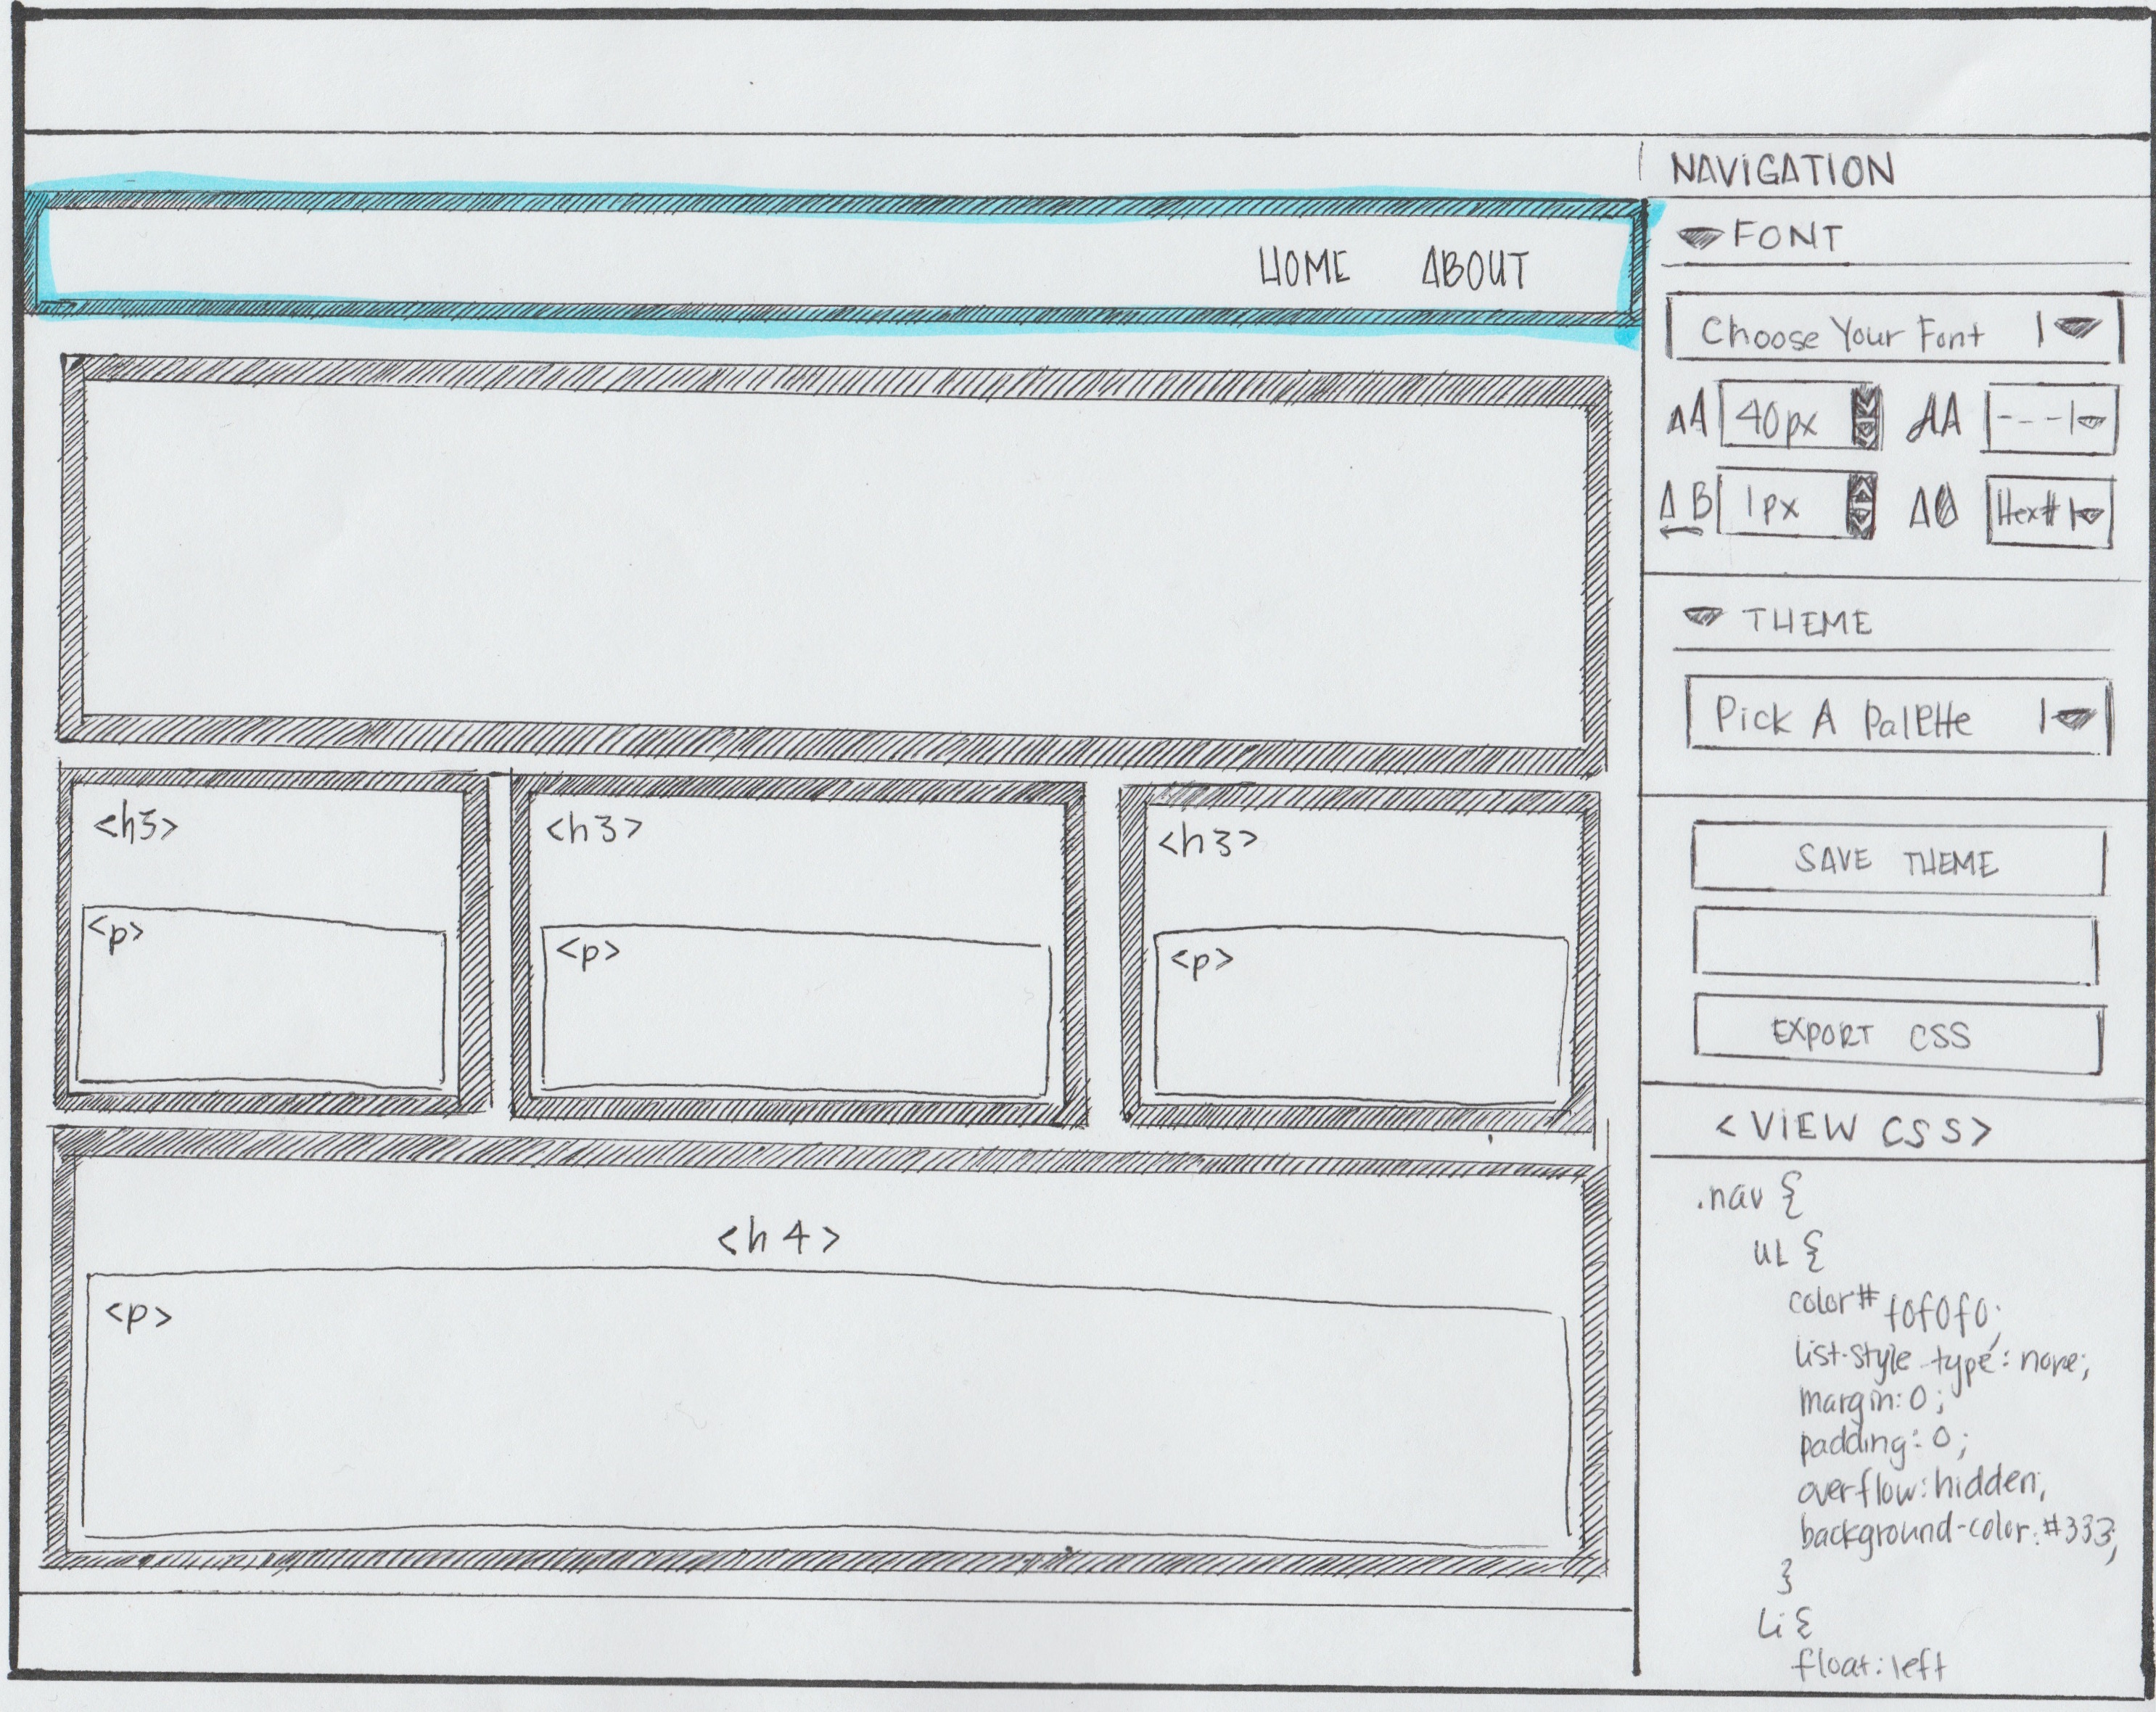 NAVIGATION
HOME ABOUT
FONT
Choose Your Font
AA 40px AA ---
AB 1px AO Hex#
THEME
Pick A Palette
<h3> <h3> <h3>
<p> <p> <p>
SAVE THEME
EXPORT CSS
<VIEW CSS>
<h4>
<p>
.nav {
UL {
color# f0f0f0;
list-style type: none;
margin: 0;
padding: 0;
overflow: hidden;
background-color: #333;
}
Li {
float: left